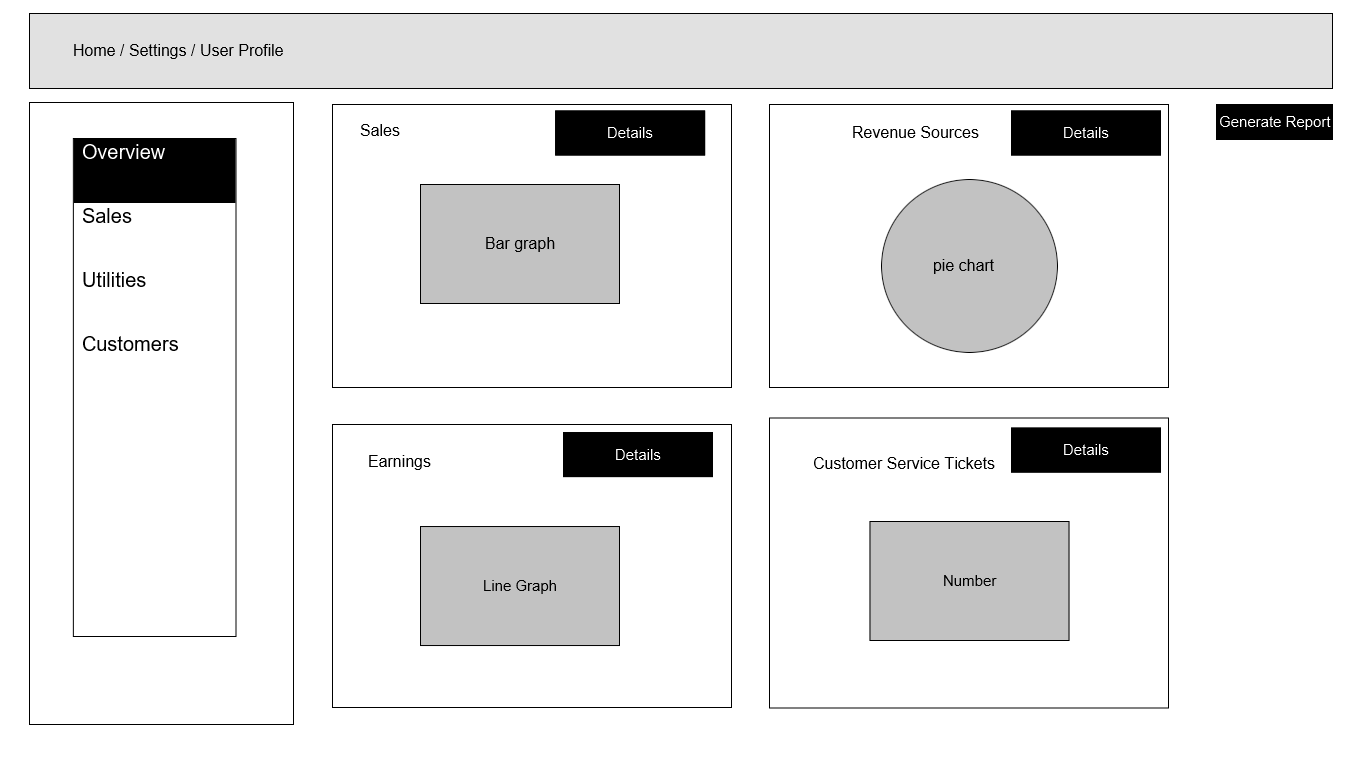 Home / Settings / User Profile
Overview
Sales
Utilities
Customers
Sales
Details
Bar graph
Revenue Sources
Details
pie chart
Generate Report
Earnings
Details
Line Graph
Customer Service Tickets
Details
Number